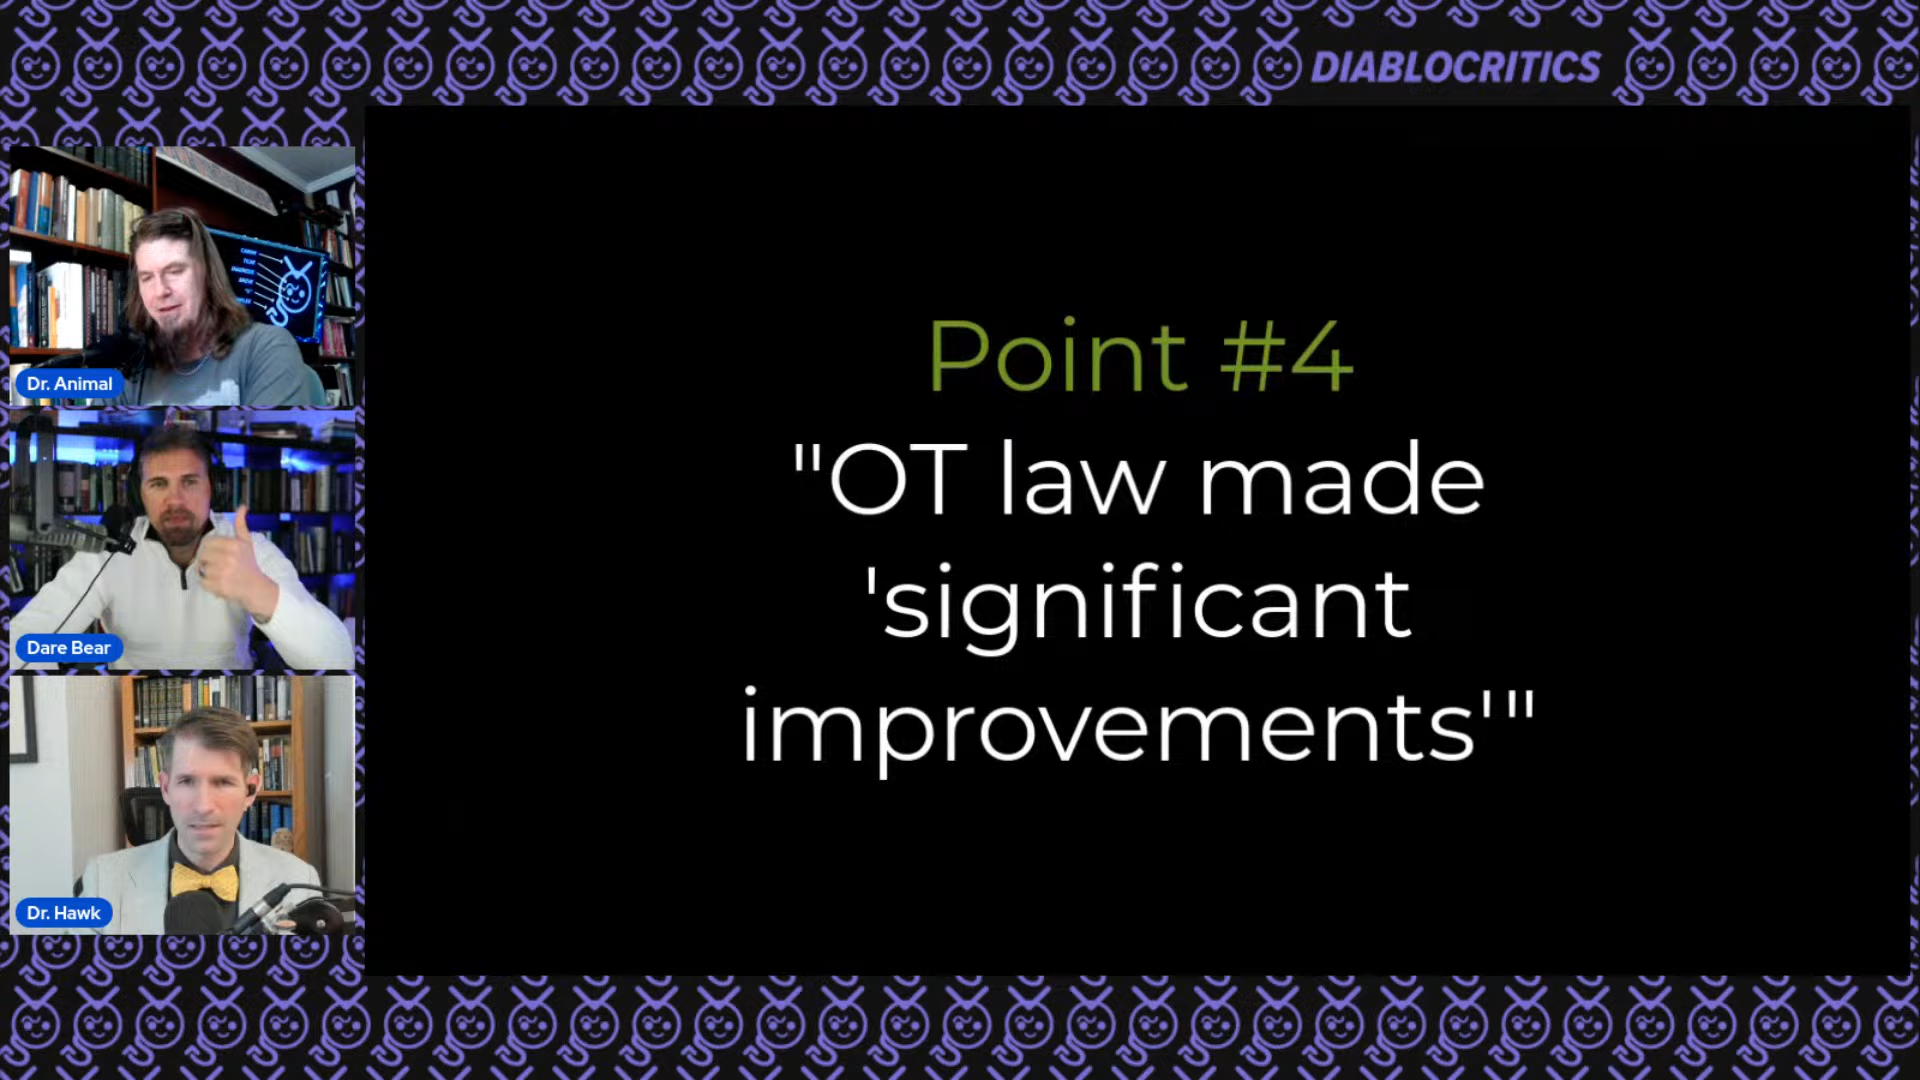 DIABLOCRITICS
Dr. Animal
Dare Bear
Dr. Hawk
Point #4
"OT law made
'significant
improvements'"